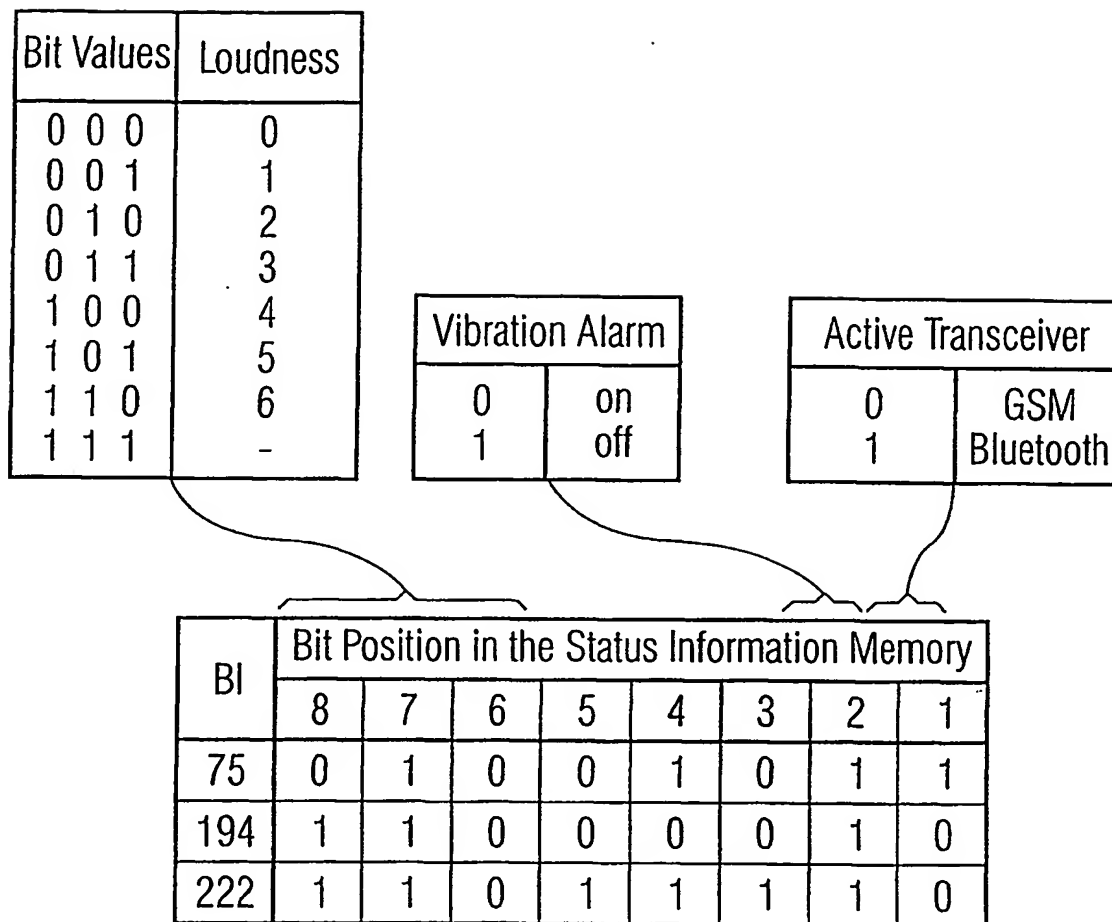 Bit Values Loudness
0 0 0 0
0 0 1 1
0 1 0 2
0 1 1 3
1 0 0 4
1 0 1 5
1 1 0 6
1 1 1 -
Vibration Alarm
0 on
1 off
Active Transceiver
0 GSM
1 Bluetooth
BI Bit Position in the Status Information Memory
8 7 6 5 4 3 2 1
75 0 1 0 0 1 0 1 1
194 1 1 0 0 0 0 1 0
222 1 1 0 1 1 1 1 0